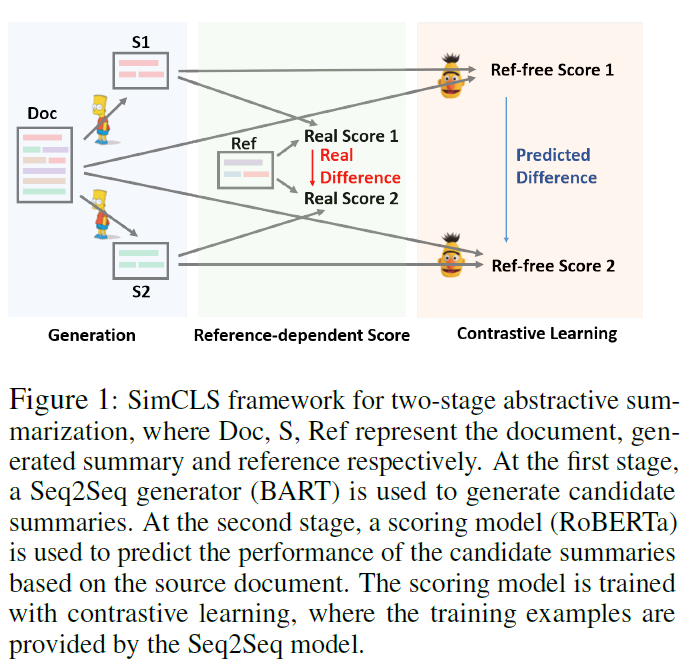 S1
Doc
S2
Ref
Real Score 1
Real
Difference
Real Score 2
Ref-free Score 1
Predicted
Difference
Ref-free Score 2
Generation
Reference-dependent Score
Contrastive Learning
Figure 1: SimCLS framework for two-stage abstractive sum-
marization, where Doc, S, Ref represent the document, gen-
erated summary and reference respectively. At the first stage,
a Seq2Seq generator (BART) is used to generate candidate
summaries. At the second stage, a scoring model (RoBERTa)
is used to predict the performance of the candidate summaries
based on the source document. The scoring model is trained
with contrastive learning, where the training examples are
provided by the Seq2Seq model.